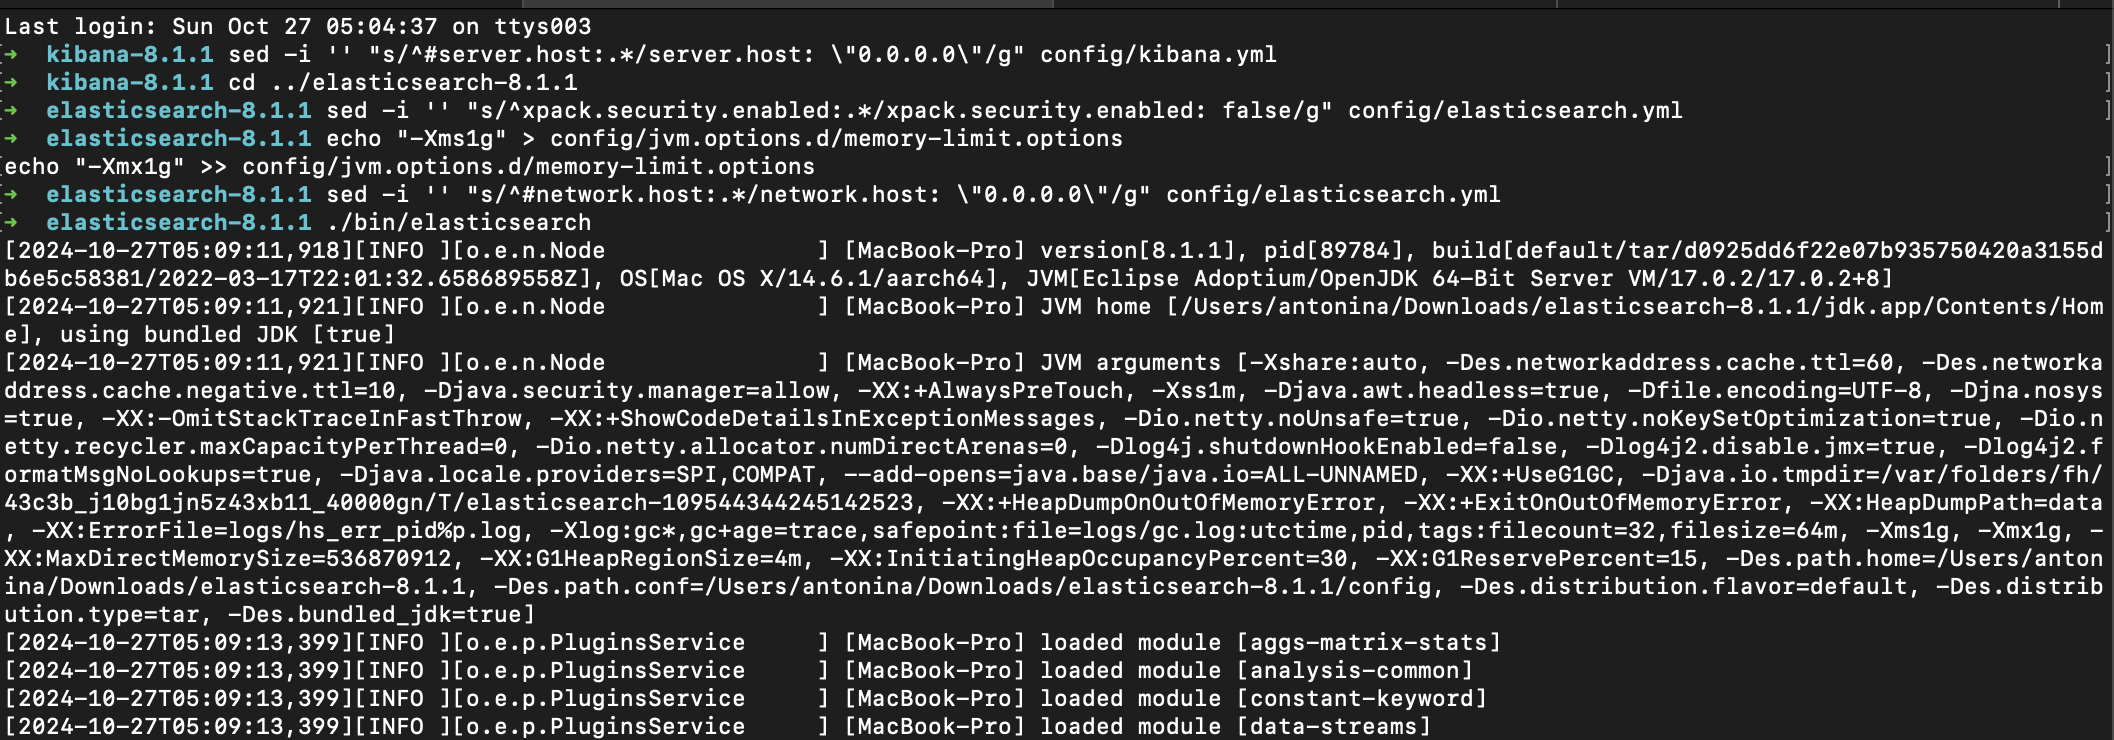 Last login: Sun Oct 27 05:04:37 on ttys003
[➜  kibana-8.1.1 sed -i '' "s/^#server.host:.*/server.host: \"0.0.0.0\"/g" config/kibana.yml ]
[➜  kibana-8.1.1 cd ../elasticsearch-8.1.1 ]
[➜  elasticsearch-8.1.1 sed -i '' "s/^xpack.security.enabled:.*/xpack.security.enabled: false/g" config/elasticsearch.yml ]
➜  elasticsearch-8.1.1 echo "-Xms1g" > config/jvm.options.d/memory-limit.options
[echo "-Xmx1g" >> config/jvm.options.d/memory-limit.options ]
[➜  elasticsearch-8.1.1 sed -i '' "s/^#network.host:.*/network.host: \"0.0.0.0\"/g" config/elasticsearch.yml ]
[➜  elasticsearch-8.1.1 ./bin/elasticsearch ]
[2024-10-27T05:09:11,918][INFO ][o.e.n.Node               ] [MacBook-Pro] version[8.1.1], pid[89784], build[default/tar/d0925dd6f22e07b935750420a3155d
b6e5c58381/2022-03-17T22:01:32.658689558Z], OS[Mac OS X/14.6.1/aarch64], JVM[Eclipse Adoptium/OpenJDK 64-Bit Server VM/17.0.2/17.0.2+8]
[2024-10-27T05:09:11,921][INFO ][o.e.n.Node               ] [MacBook-Pro] JVM home [/Users/antonina/Downloads/elasticsearch-8.1.1/jdk.app/Contents/Hom
e], using bundled JDK [true]
[2024-10-27T05:09:11,921][INFO ][o.e.n.Node               ] [MacBook-Pro] JVM arguments [-Xshare:auto, -Des.networkaddress.cache.ttl=60, -Des.networka
ddress.cache.negative.ttl=10, -Djava.security.manager=allow, -XX:+AlwaysPreTouch, -Xss1m, -Djava.awt.headless=true, -Dfile.encoding=UTF-8, -Djna.nosys
=true, -XX:-OmitStackTraceInFastThrow, -XX:+ShowCodeDetailsInExceptionMessages, -Dio.netty.noUnsafe=true, -Dio.netty.noKeySetOptimization=true, -Dio.n
etty.recycler.maxCapacityPerThread=0, -Dio.netty.allocator.numDirectArenas=0, -Dlog4j.shutdownHookEnabled=false, -Dlog4j2.disable.jmx=true, -Dlog4j2.f
ormatMsgNoLookups=true, -Djava.locale.providers=SPI,COMPAT, --add-opens=java.base/java.io=ALL-UNNAMED, -XX:+UseG1GC, -Djava.io.tmpdir=/var/folders/fh/
43c3b_j10bg1jn5z43xb11_40000gn/T/elasticsearch-109544344245142523, -XX:+HeapDumpOnOutOfMemoryError, -XX:+ExitOnOutOfMemoryError, -XX:HeapDumpPath=data
, -XX:ErrorFile=logs/hs_err_pid%p.log, -Xlog:gc*,gc+age=trace,safepoint:file=logs/gc.log:utctime,pid,tags:filecount=32,filesize=64m, -Xms1g, -Xmx1g, -
XX:MaxDirectMemorySize=536870912, -XX:G1HeapRegionSize=4m, -XX:InitiatingHeapOccupancyPercent=30, -XX:G1ReservePercent=15, -Des.path.home=/Users/anton
ina/Downloads/elasticsearch-8.1.1, -Des.path.conf=/Users/antonina/Downloads/elasticsearch-8.1.1/config, -Des.distribution.flavor=default, -Des.distrib
ution.type=tar, -Des.bundled_jdk=true]
[2024-10-27T05:09:13,399][INFO ][o.e.p.PluginsService     ] [MacBook-Pro] loaded module [aggs-matrix-stats]
[2024-10-27T05:09:13,399][INFO ][o.e.p.PluginsService     ] [MacBook-Pro] loaded module [analysis-common]
[2024-10-27T05:09:13,399][INFO ][o.e.p.PluginsService     ] [MacBook-Pro] loaded module [constant-keyword]
[2024-10-27T05:09:13,399][INFO ][o.e.p.PluginsService     ] [MacBook-Pro] loaded module [data-streams]